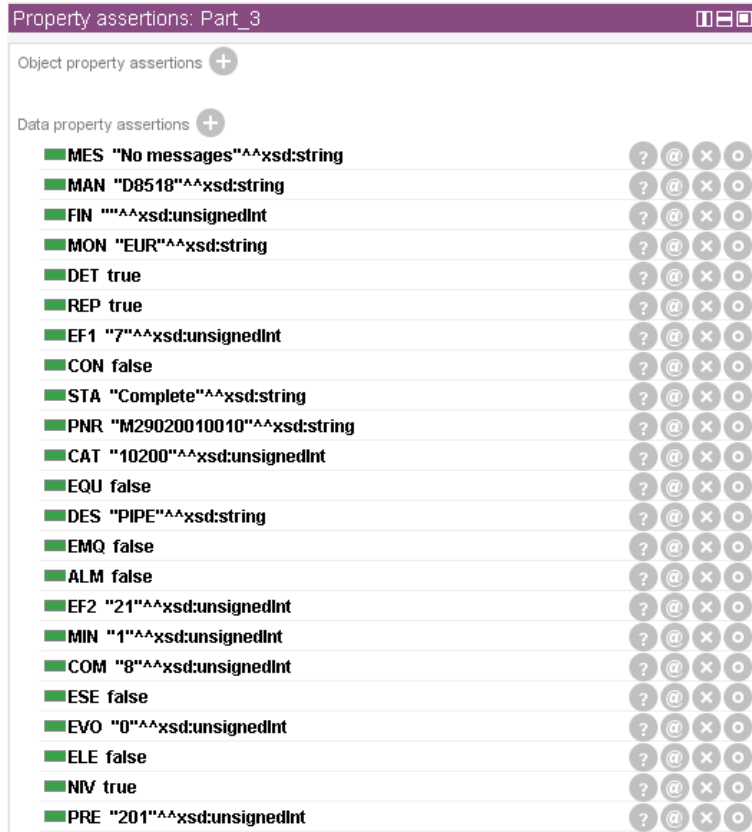 Property assertions: Part_3
Object property assertions
Data property assertions
MES "No messages"^^xsd:string
MAN "D8518"^^xsd:string
FIN ""^^xsd:unsignedInt
MON "EUR"^^xsd:string
DET true
REP true
EF1 "7"^^xsd:unsignedInt
CON false
STA "Complete"^^xsd:string
PNR "M29020010010"^^xsd:string
CAT "10200"^^xsd:unsignedInt
EQU false
DES "PIPE"^^xsd:string
EMQ false
ALM false
EF2 "21"^^xsd:unsignedInt
MIN "1"^^xsd:unsignedInt
COM "8"^^xsd:unsignedInt
ESE false
EVO "0"^^xsd:unsignedInt
ELE false
NIV true
PRE "201"^^xsd:unsignedInt